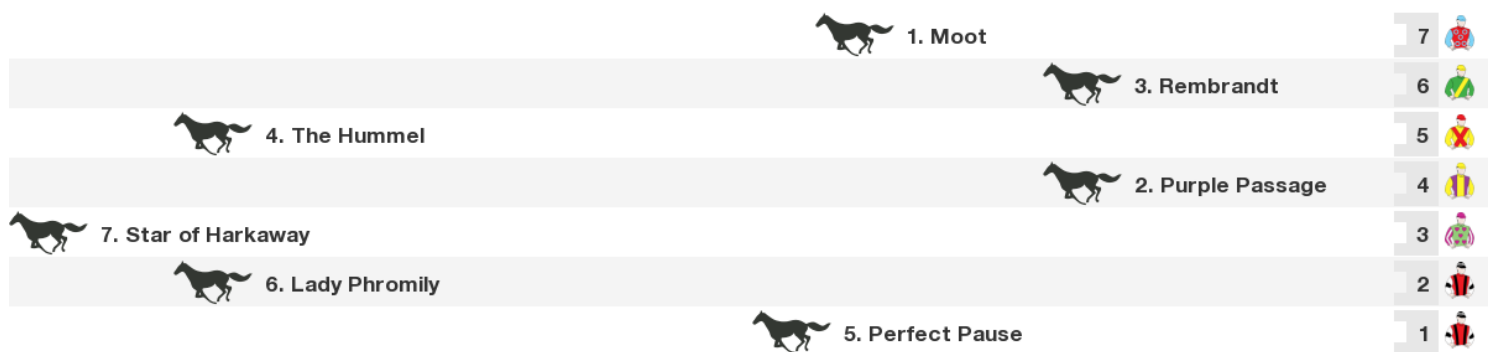 1. Moot 7
3. Rembrandt 6
4. The Hummel 5
2. Purple Passage 4
7. Star of Harkaway 3
6. Lady Phromily 2
5. Perfect Pause 1